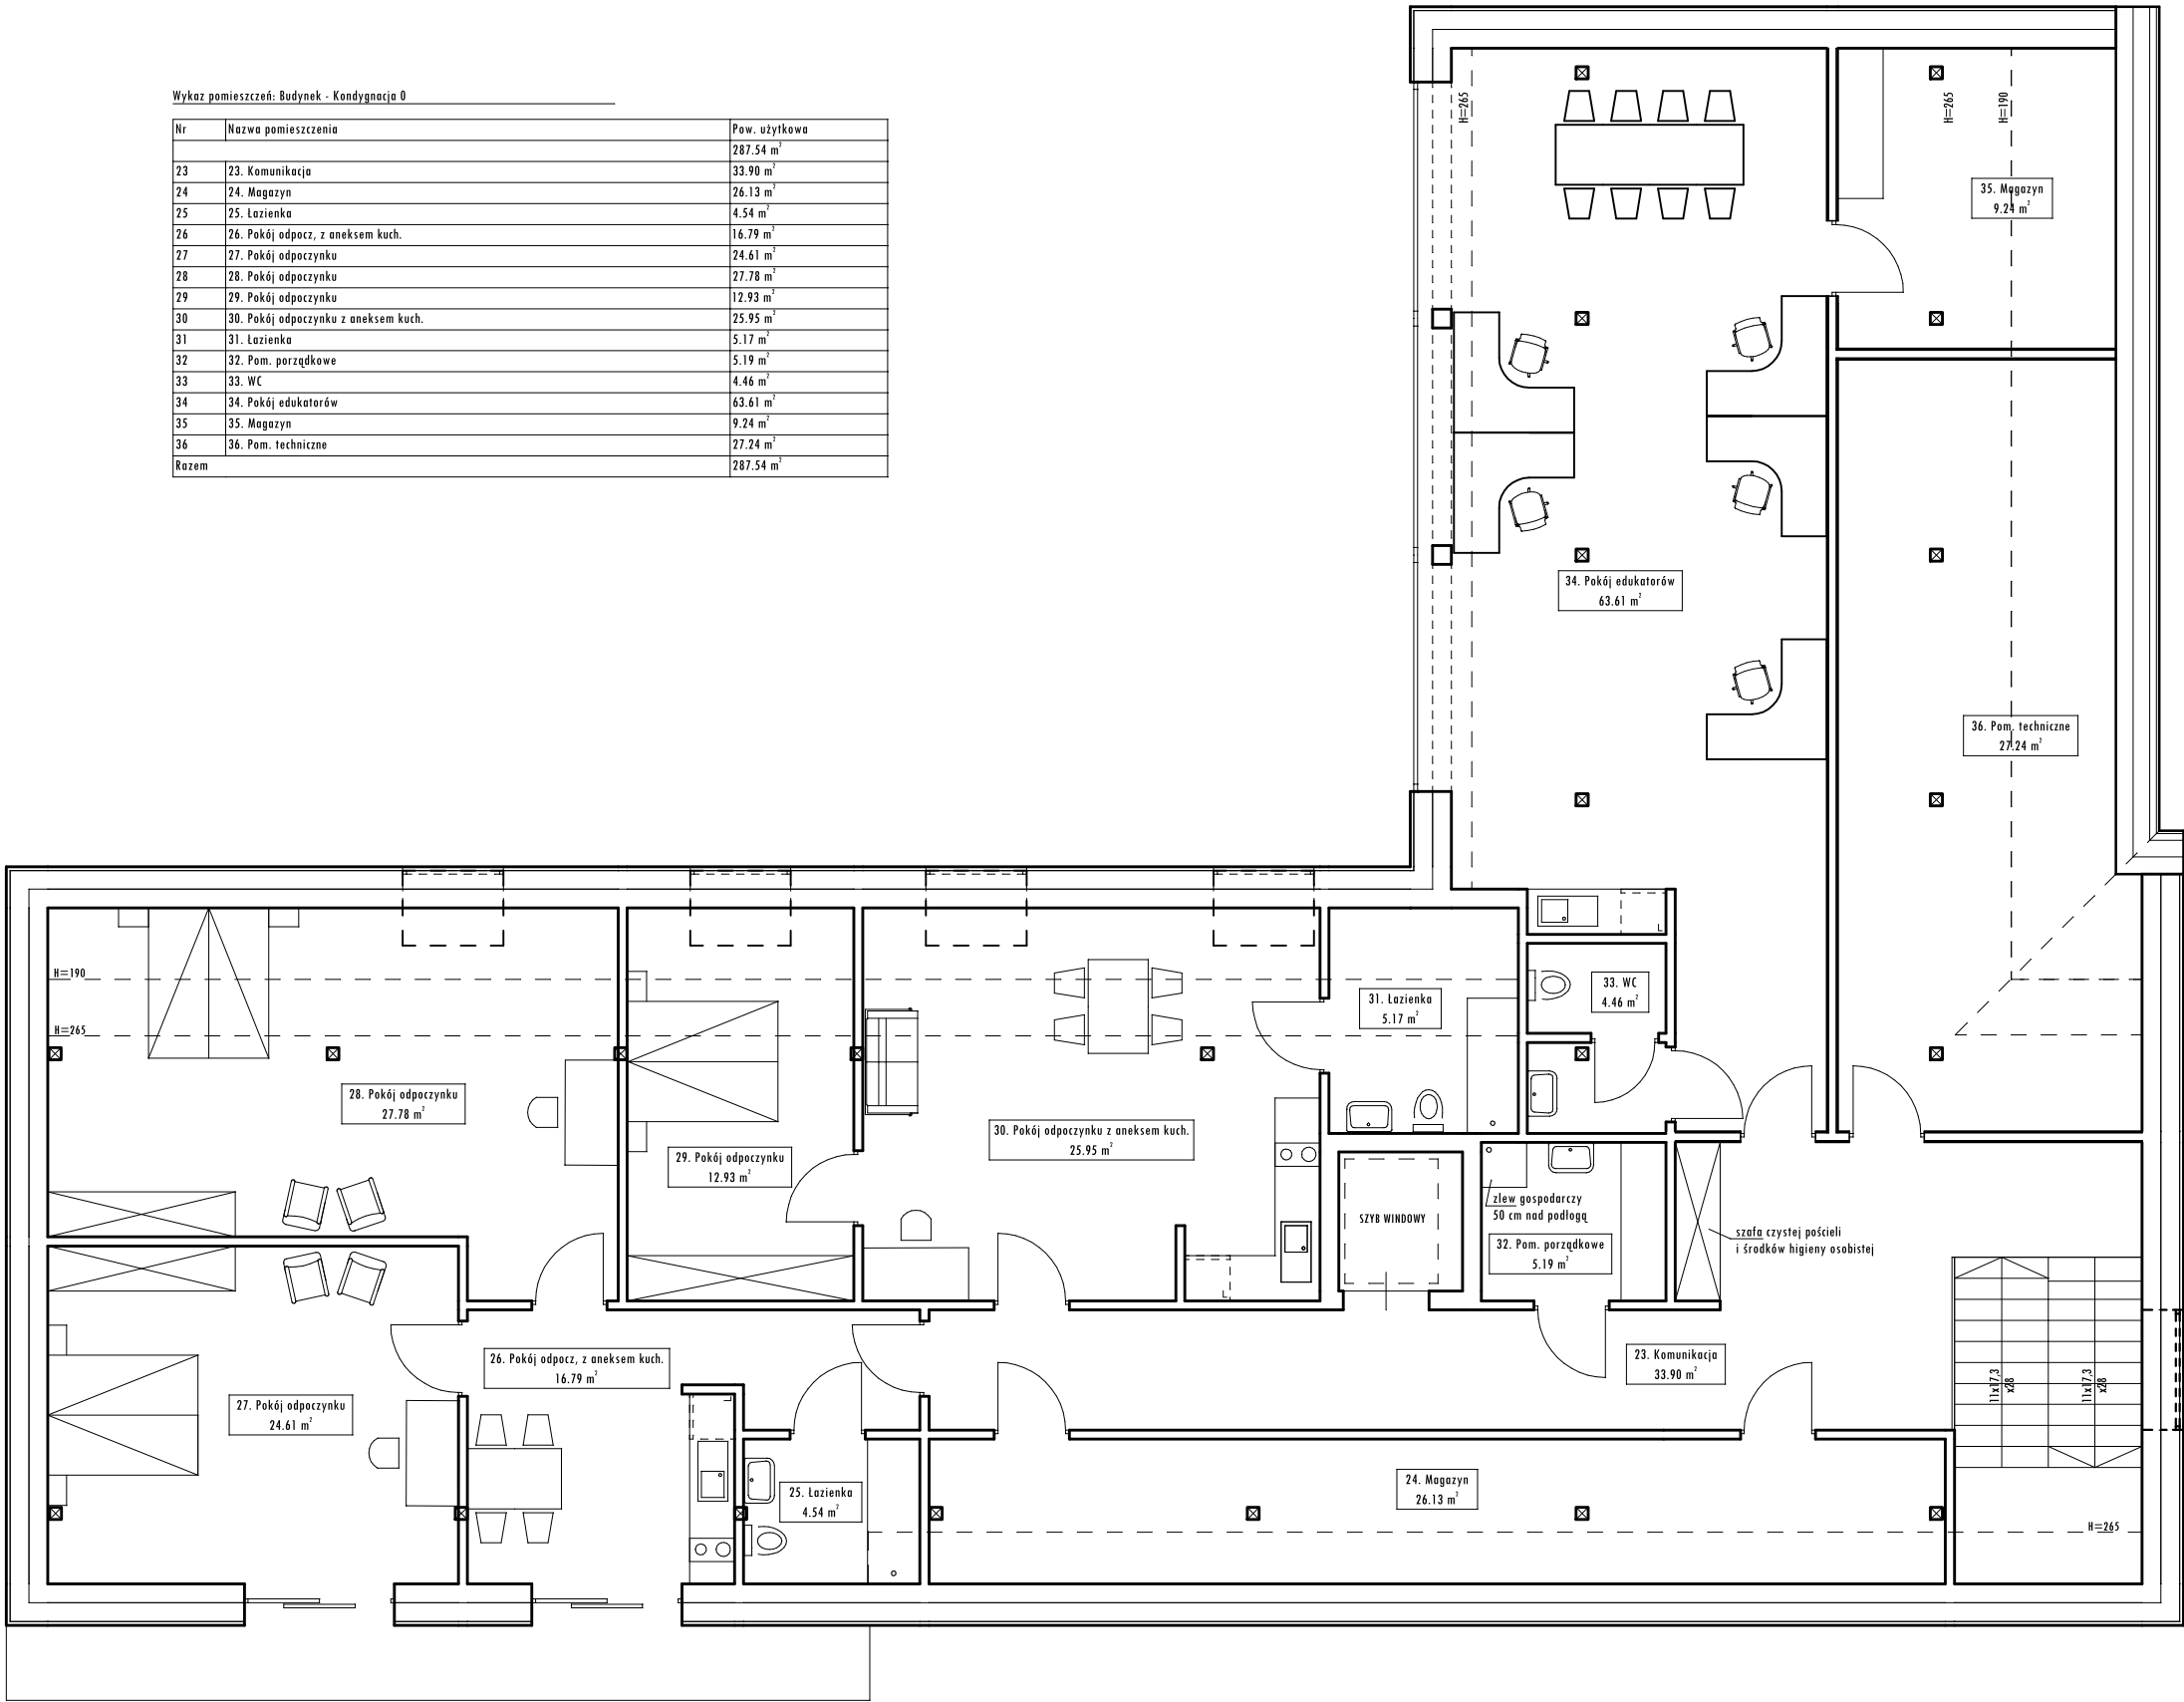 Wykaz pomieszczeń: Budynek - Kondygnacja 0
Nr Nazwa pomieszczenia Pow. użytkowa
287.54 m²
23 23. Komunikacja 33.90 m²
24 24. Magazyn 26.13 m²
25 25. Łazienka 4.54 m²
26 26. Pokój odpocz, z aneksem kuch. 16.79 m²
27 27. Pokój odpoczynku 24.61 m²
28 28. Pokój odpoczynku 27.78 m²
29 29. Pokój odpoczynku 12.93 m²
30 30. Pokój odpoczynku z aneksem kuch. 25.95 m²
31 31. Łazienka 5.17 m²
32 32. Pom. porządkowe 5.19 m²
33 33. WC 4.46 m²
34 34. Pokój edukatorów 63.61 m²
35 35. Magazyn 9.24 m²
36 36. Pom. techniczne 27.24 m²
Razem 287.54 m²
H=265
H=265
H=190
35. Magazyn
9.24 m²
34. Pokój edukatorów
63.61 m²
36. Pom. techniczne
27.24 m²
H=190
H=265
33. WC
4.46 m²
31. Łazienka
5.17 m²
28. Pokój odpoczynku
27.78 m²
30. Pokój odpoczynku z aneksem kuch.
25.95 m²
29. Pokój odpoczynku
12.93 m²
SZYB WINDOWY
zlew gospodarczy
50 cm nad podłogą
32. Pom. porządkowe
5.19 m²
szafa czystej pościeli
i środków higieny osobistej
26. Pokój odpocz, z aneksem kuch.
16.79 m²
23. Komunikacja
33.90 m²
11x17,3
x28
11x17,3
x28
27. Pokój odpoczynku
24.61 m²
25. Łazienka
4.54 m²
24. Magazyn
26.13 m²
H=265